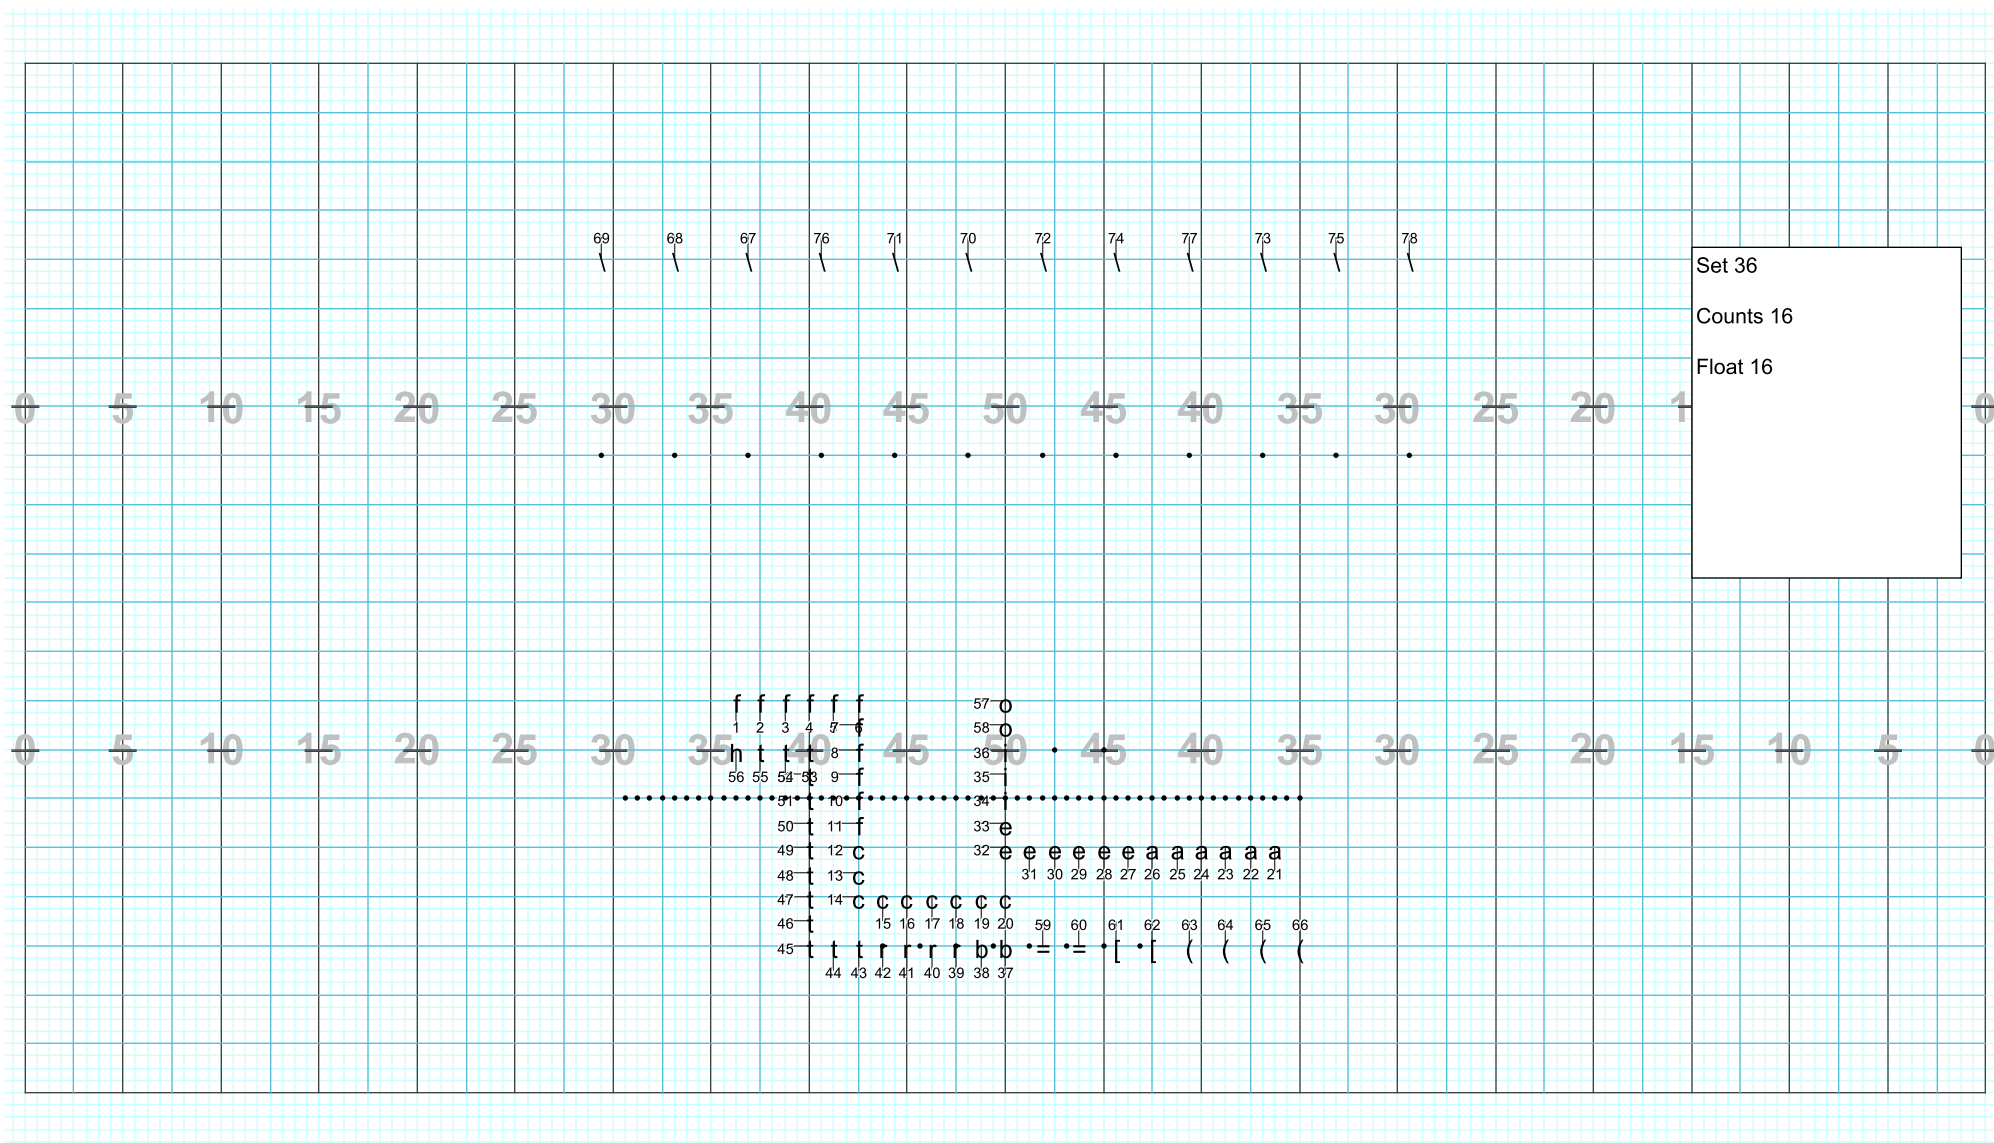 69 68 67 76 71 70 72 74 77 73 75 78
\ \ \ \ \ \ \ \ \ \ \ \
Set 36
Counts 16
Float 16
0 5 10 15 20 25 30 35 40 45 50 45 40 35 30 25 20 1 0
f f f f f f 57 o
1 2 3 4 5 7 6 f 58 o
0 5 10 15 20 25 30 35 40 45 50 45 40 35 30 25 20 15 10 5 0
h t t t 8 f 36 i
56 55 54 52 53 t 9 f 35 i
51 t 10 f 34 i
50 t 11 f 33 e
49 t 12 c 32 e e e e e e a a a a a a
48 t 13 c 31 30 29 28 27 26 25 24 23 22 21
47 t 14 c c c c c c c
46 t 15 16 17 18 19 20 59 60 61 62 63 64 65 66
45 t t t r r r r b b = = [ [ ( ( ( (
44 43 42 41 40 39 38 37